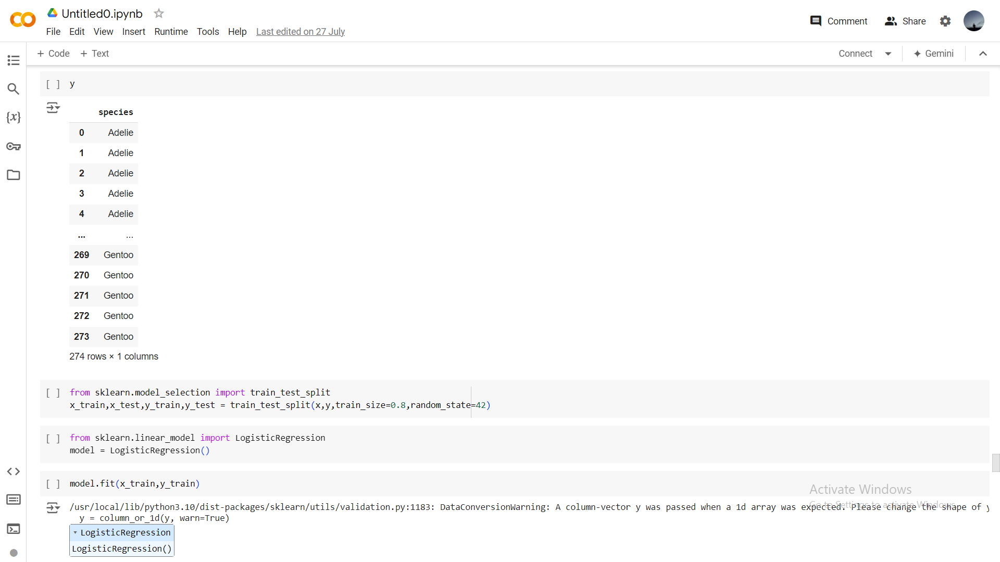 Untitled0.ipynb
File Edit View Insert Runtime Tools Help Last edited on 27 July
Comment Share
+ Code + Text
Connect Gemini
[ ] y
species
0 Adelie
1 Adelie
2 Adelie
3 Adelie
4 Adelie
... ...
269 Gentoo
270 Gentoo
271 Gentoo
272 Gentoo
273 Gentoo
274 rows × 1 columns
[ ] from sklearn.model_selection import train_test_split
x_train,x_test,y_train,y_test = train_test_split(x,y,train_size=0.8,random_state=42)
[ ] from sklearn.linear_model import LogisticRegression
model = LogisticRegression()
[ ] model.fit(x_train,y_train)
Activate Windows
Go to Settings to activate Windows.
/usr/local/lib/python3.10/dist-packages/sklearn/utils/validation.py:1183: DataConversionWarning: A column-vector y was passed when a 1d array was expected. Please change the shape of y
y = column_or_1d(y, warn=True)
LogisticRegression
LogisticRegression()